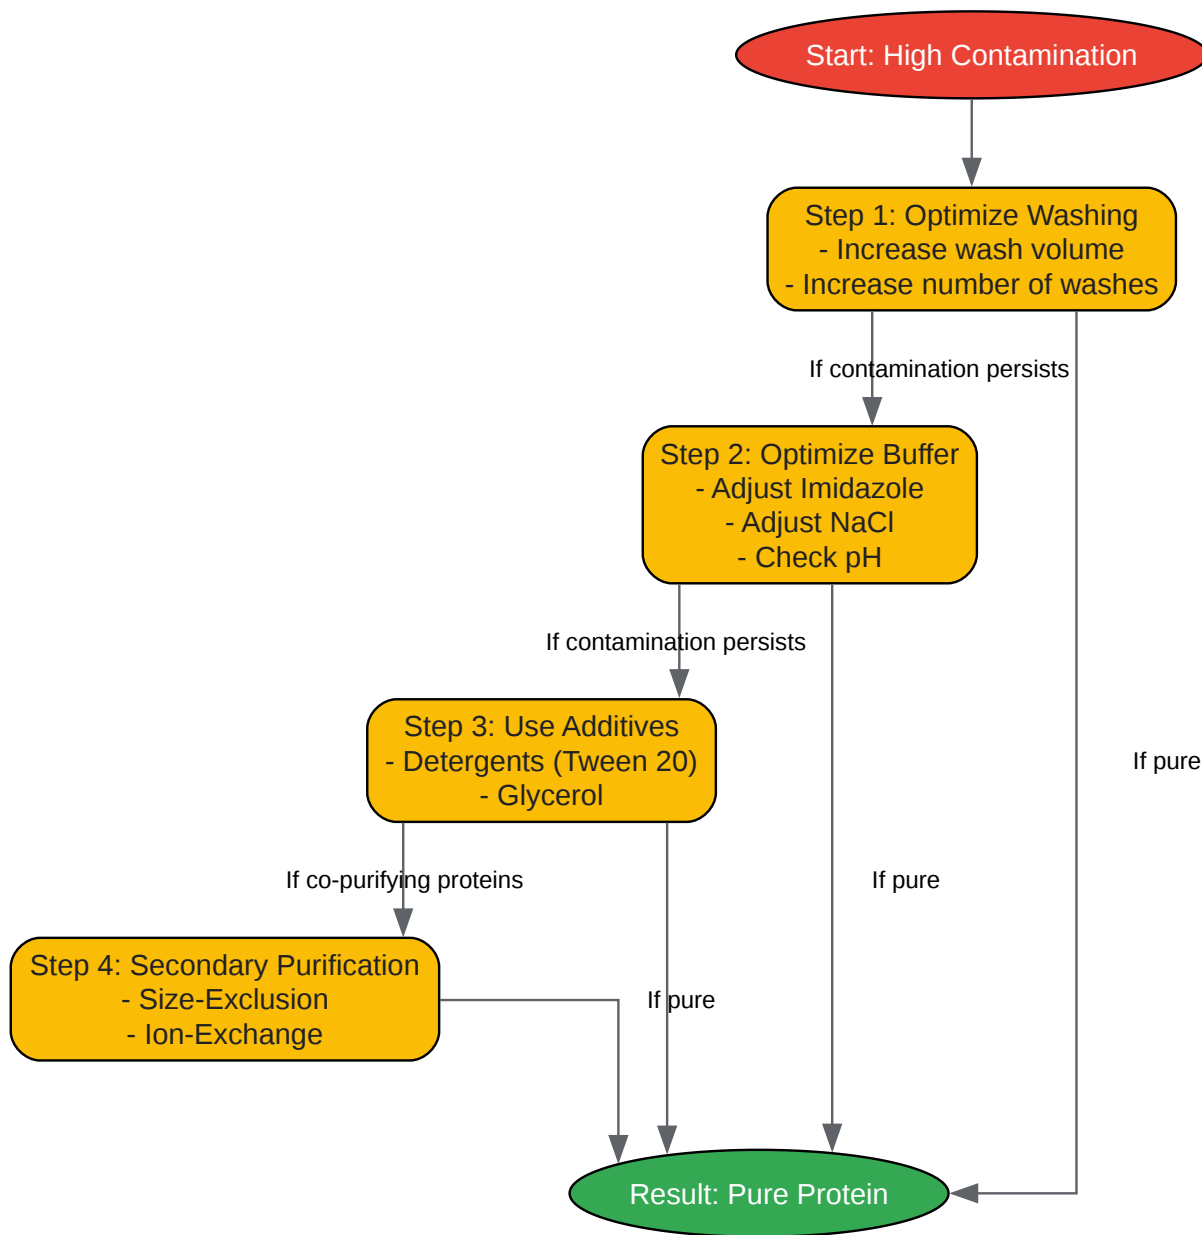 Start: High Contamination
Step 1: Optimize Washing
- Increase wash volume
- Increase number of washes
If contamination persists
Step 2: Optimize Buffer
- Adjust Imidazole
- Adjust NaCl
- Check pH
If contamination persists
Step 3: Use Additives
- Detergents (Tween 20)
- Glycerol
If pure
If co-purifying proteins
If pure
Step 4: Secondary Purification
- Size-Exclusion
- Ion-Exchange
If pure
Result: Pure Protein